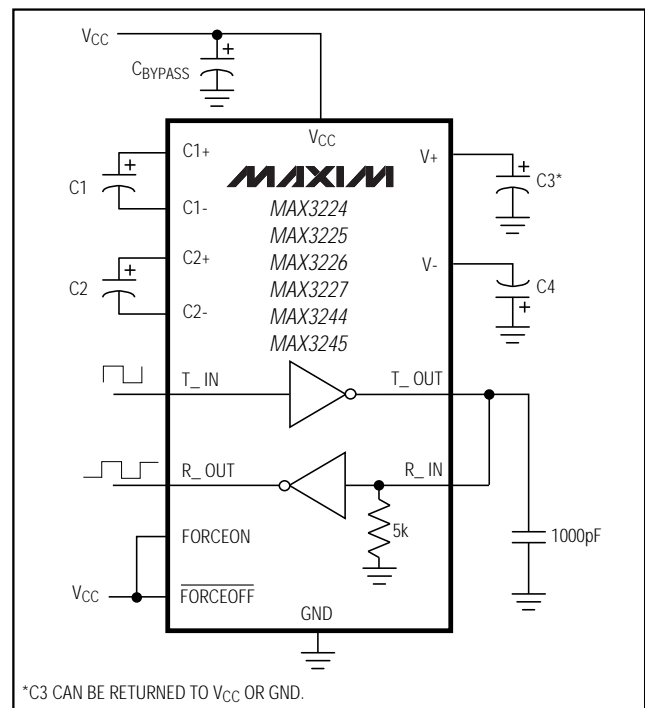 VCC
CBYPASS
+
VCC
C1+
C1
+
C1-
C2+
C2
+
C2-
MAXIM
MAX3224
MAX3225
MAX3226
MAX3227
MAX3244
MAX3245
V+
+
C3*
V-
C4
+
T_ IN
T_ OUT
R_ OUT
R_ IN
5k
1000pF
FORCEON
VCC
FORCEOFF
GND
*C3 CAN BE RETURNED TO VCC OR GND.